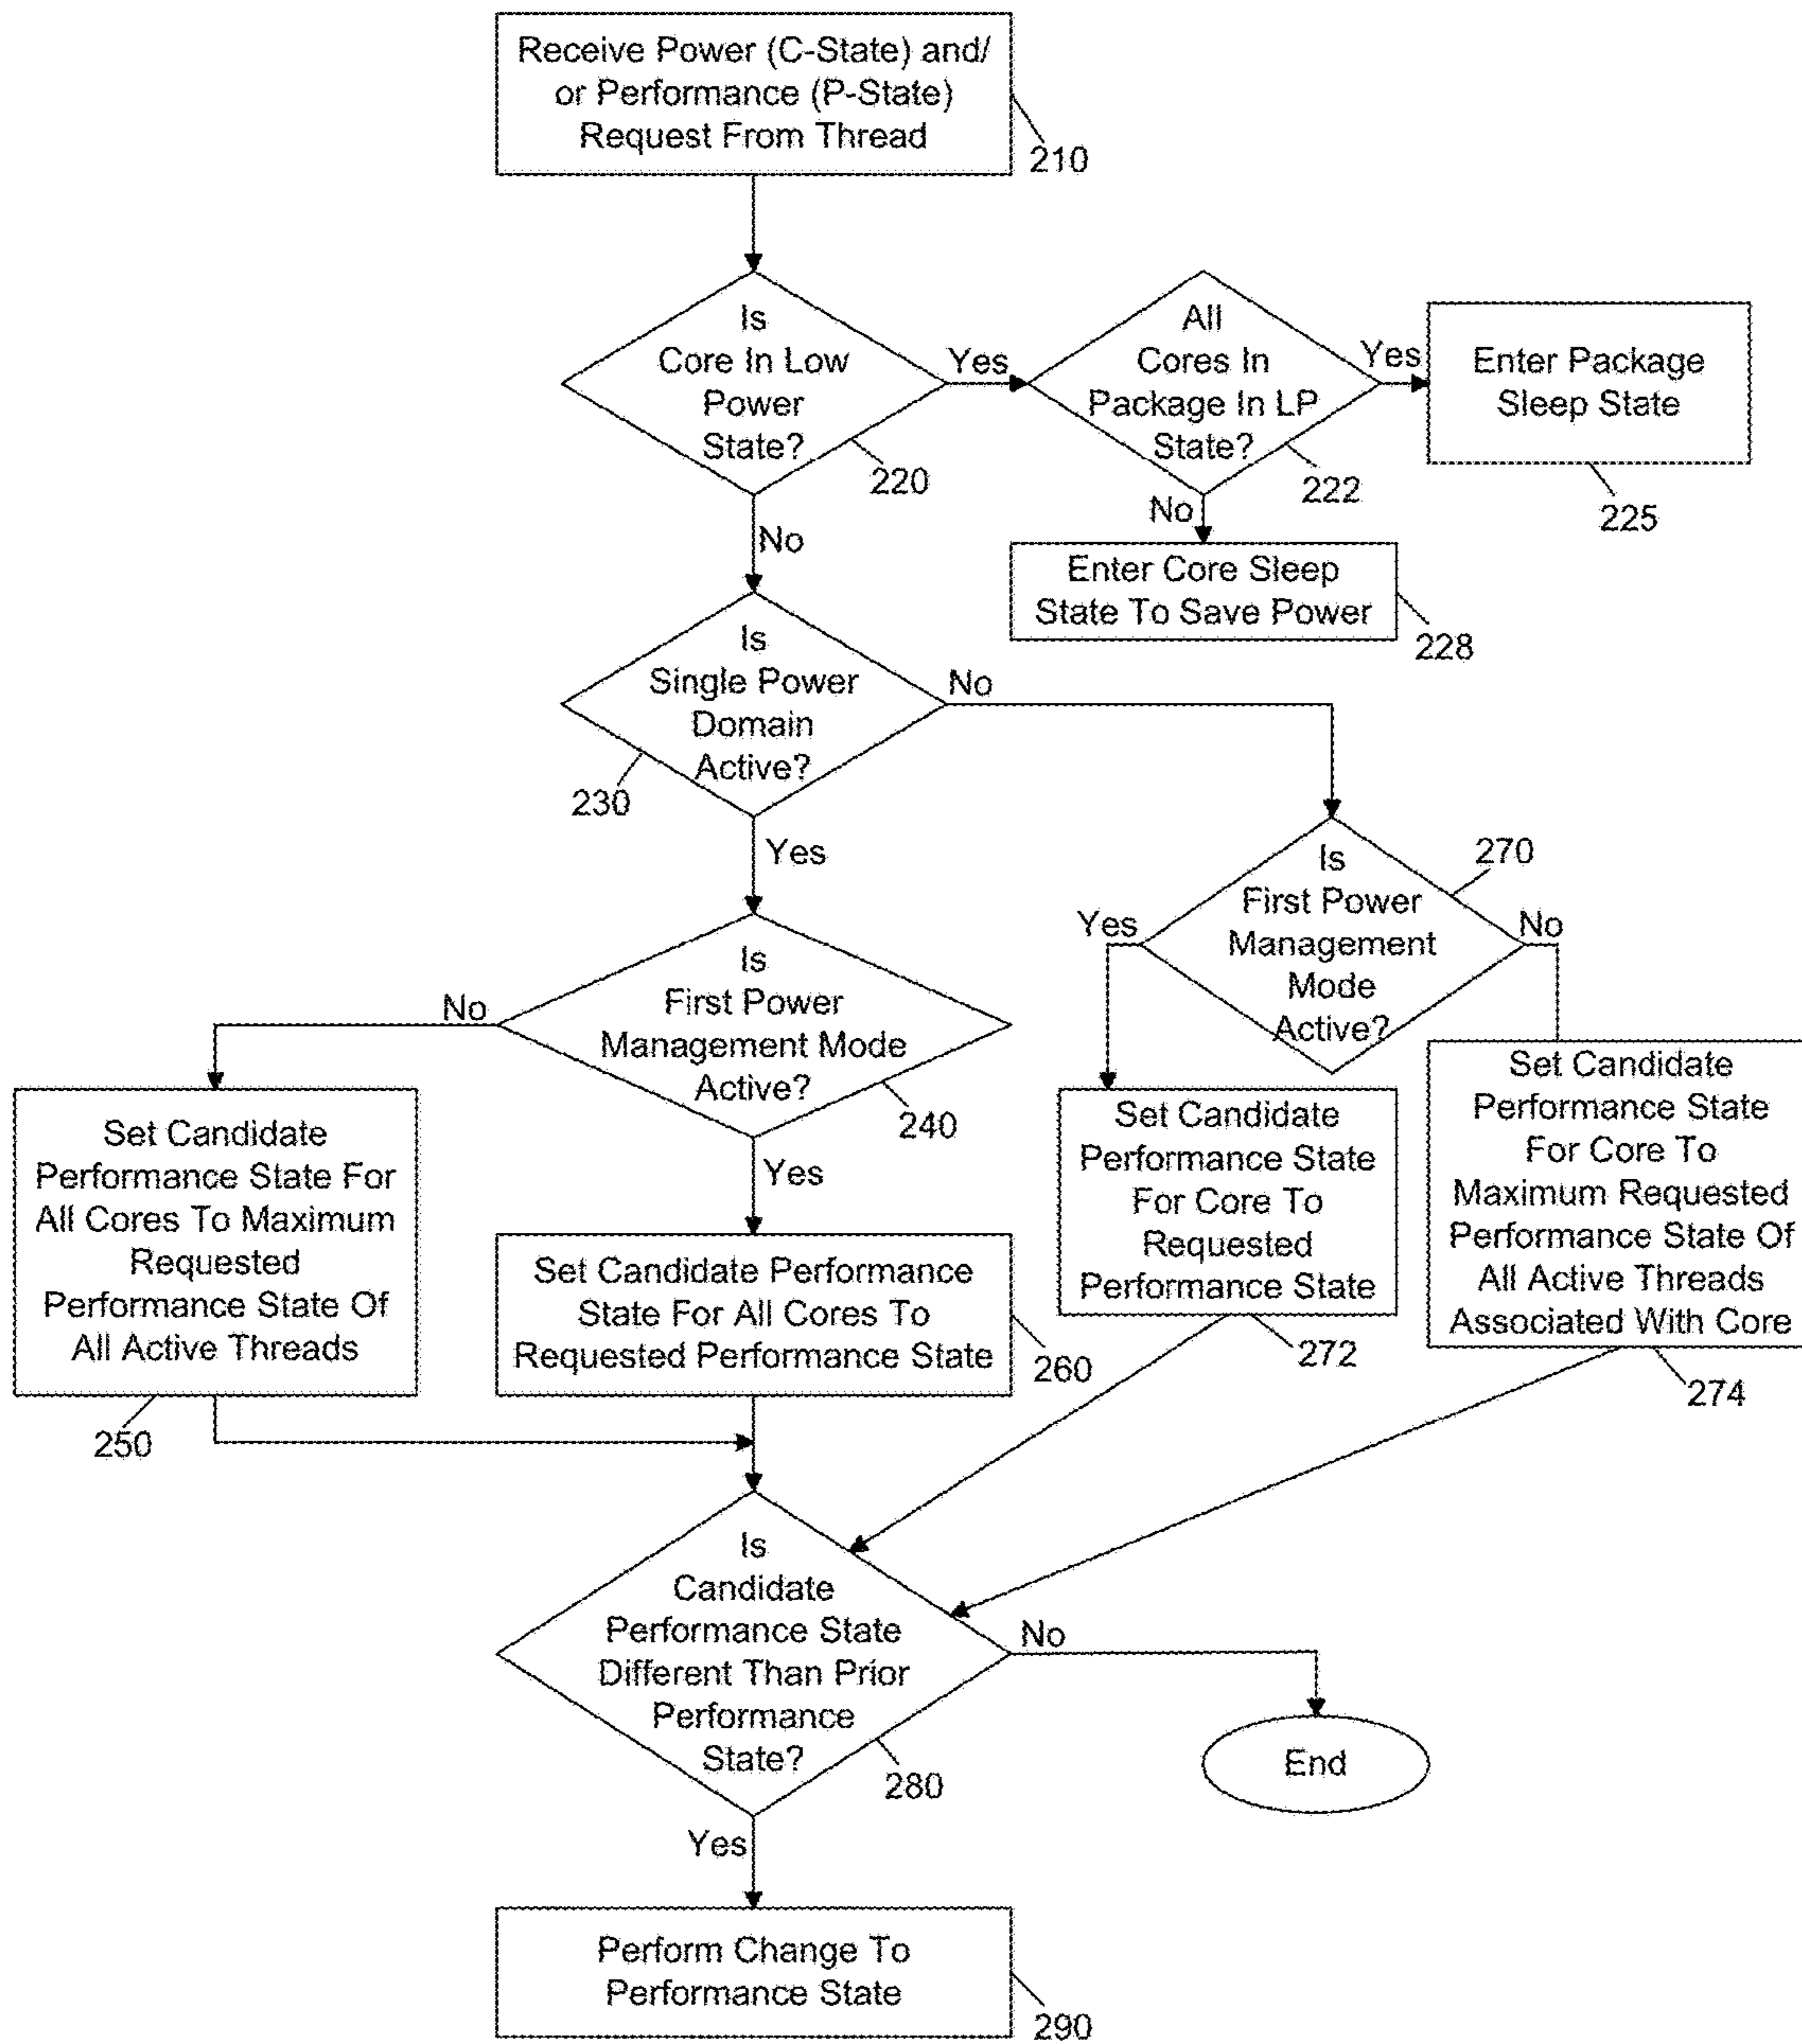 Receive Power (C-State) and/
or Performance (P-State)
Request From Thread
210
Is
Core In Low
Power
State?
220
Yes
All
Cores In
Package In LP
State?
222
Yes
Enter Package
Sleep State
225
No
Enter Core Sleep
State To Save Power
228
No
Is
Single Power
Domain
Active?
230
No
Yes
Is
First Power
Management Mode
Active?
240
No
Yes
Is
First Power
Management
Mode
Active?
270
Yes
No
Set Candidate
Performance State For
All Cores To Maximum
Requested
Performance State Of
All Active Threads
250
Set Candidate Performance
State For All Cores To
Requested Performance State
260
Set Candidate
Performance State
For Core To
Requested
Performance State
272
Set Candidate
Performance State
For Core To
Maximum Requested
Performance State Of
All Active Threads
Associated With Core
274
Is
Candidate
Performance State
Different Than Prior
Performance
State?
280
No
End
Yes
Perform Change To
Performance State
290